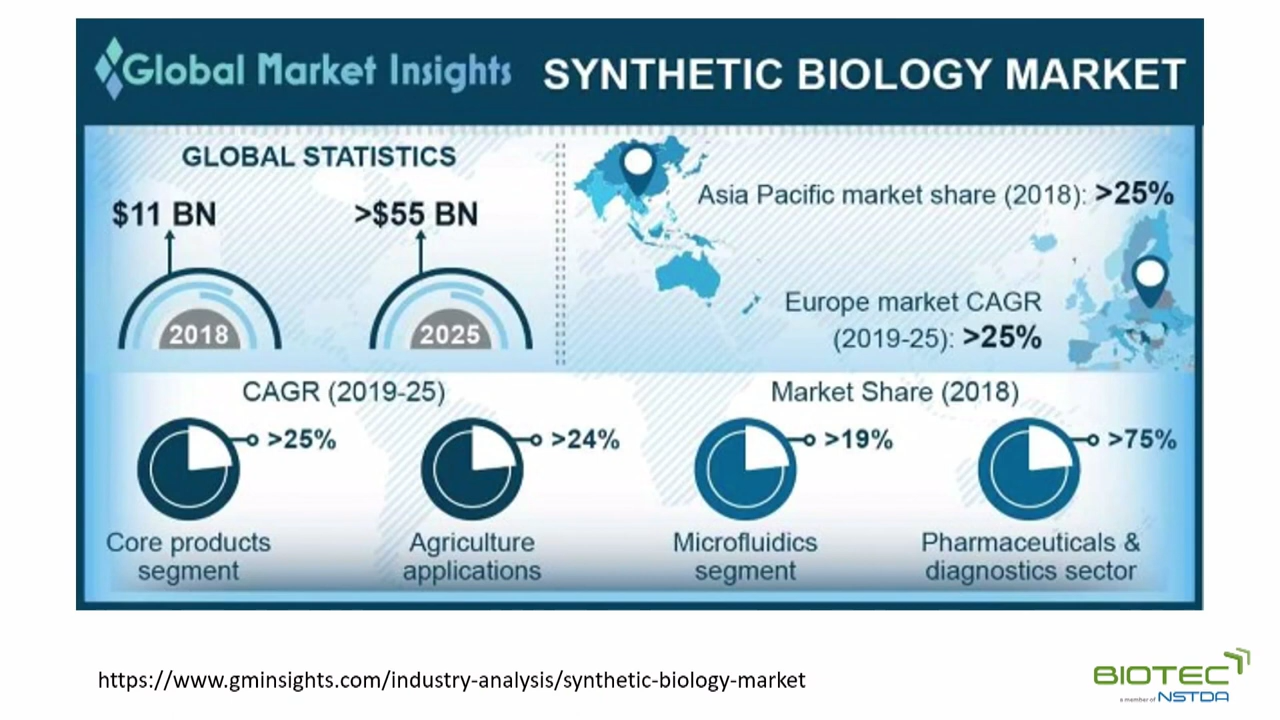 Global Market Insights
SYNTHETIC BIOLOGY MARKET
GLOBAL STATISTICS
$11 BN
>$55 BN
2018
2025
Asia Pacific market share (2018): >25%
Europe market CAGR
(2019-25): >25%
CAGR (2019-25)
>25%
Core products
segment
>24%
Agriculture
applications
Market Share (2018)
>19%
Microfluidics
segment
>75%
Pharmaceuticals &
diagnostics sector
https://www.gminsights.com/industry-analysis/synthetic-biology-market
BIOTEC
a member of NSTDA